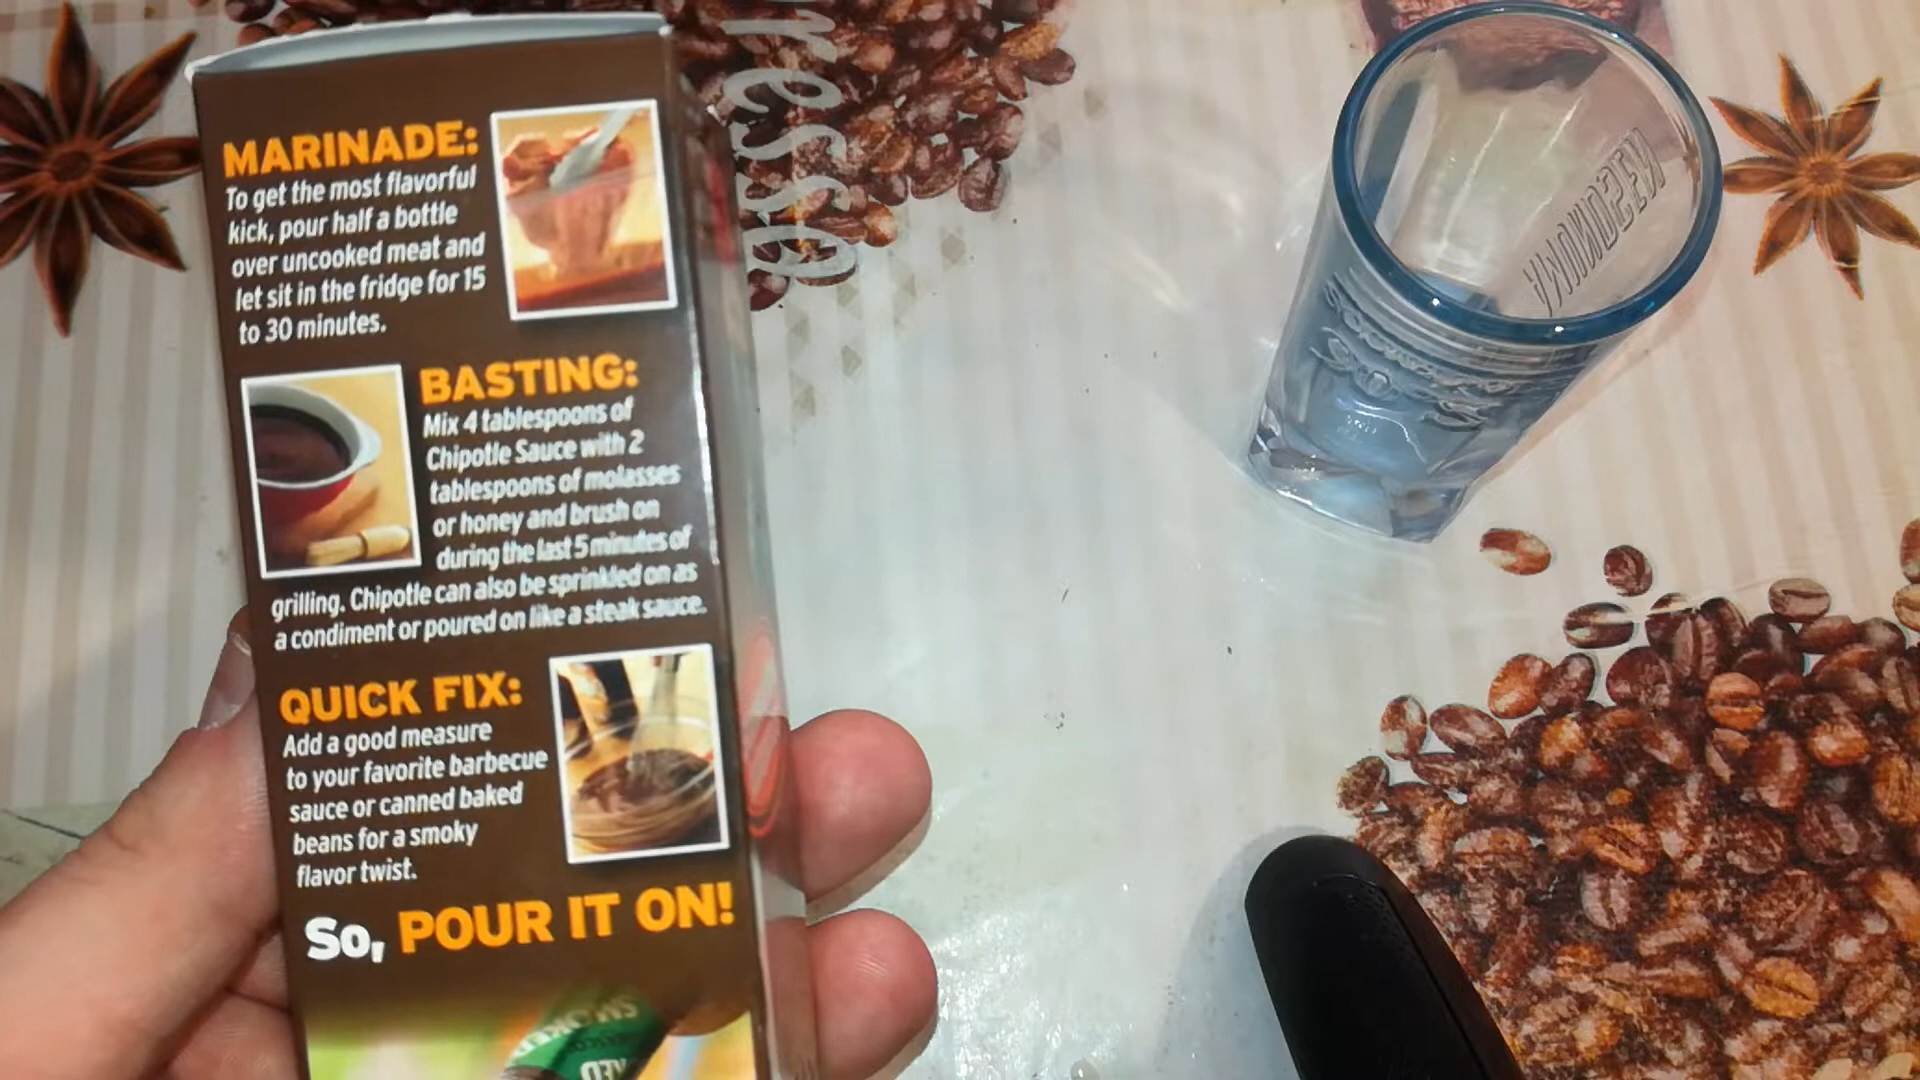 MARINADE:
To get the most flavorful
kick, pour half a bottle
over uncooked meat and
let sit in the fridge for 15
to 30 minutes.
BASTING:
Mix 4 tablespoons of
Chipotle Sauce with 2
tablespoons of molasses
or honey and brush on
during the last 5 minutes of
grilling. Chipotle can also be sprinkled on as
a condiment or poured on like a steak sauce.
QUICK FIX:
Add a good measure
to your favorite barbecue
sauce or canned baked
beans for a smoky
flavor twist.
So, POUR IT ON!
SMOKED